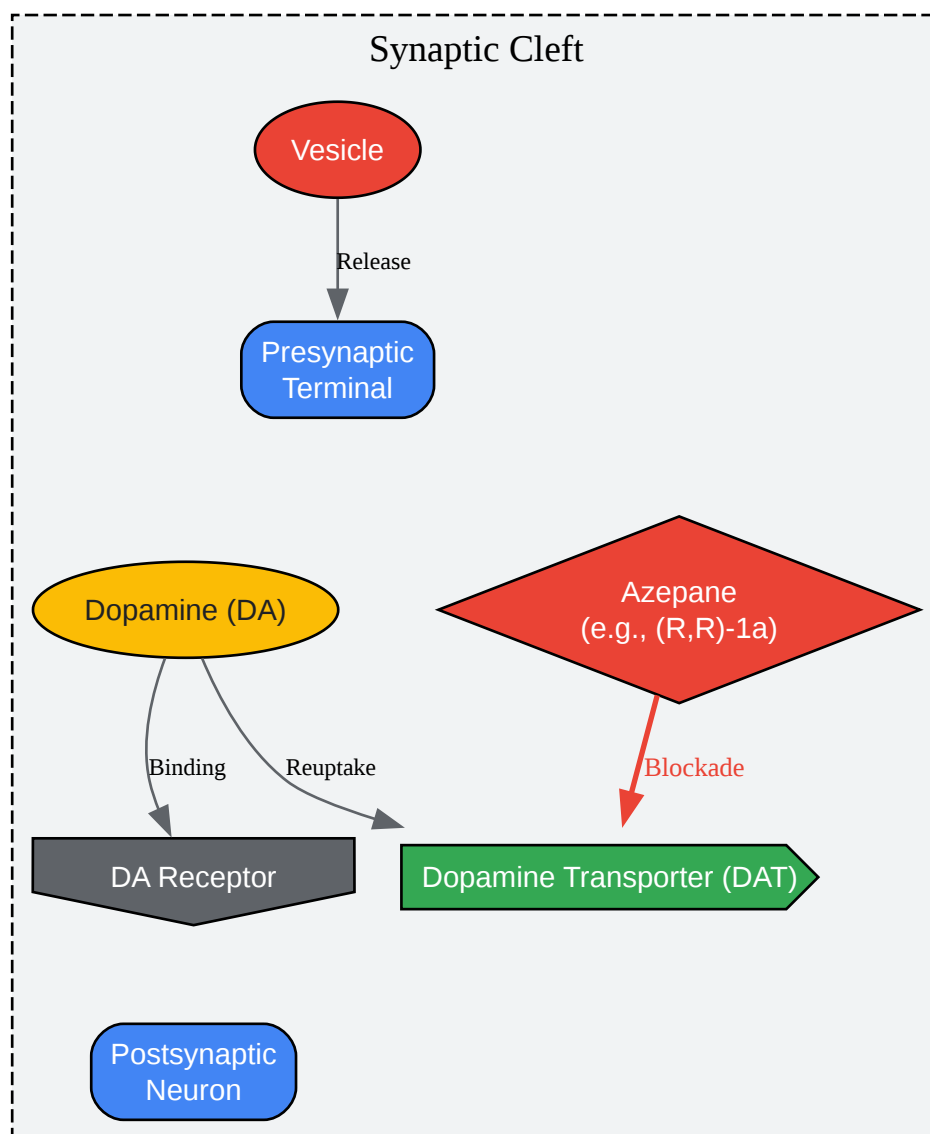 Synaptic Cleft
Vesicle
Release
Presynaptic
Terminal
Dopamine (DA)
Azepane
(e.g., (R,R)-1a)
Binding
Reuptake
Blockade
DA Receptor
Dopamine Transporter (DAT)
Postsynaptic
Neuron